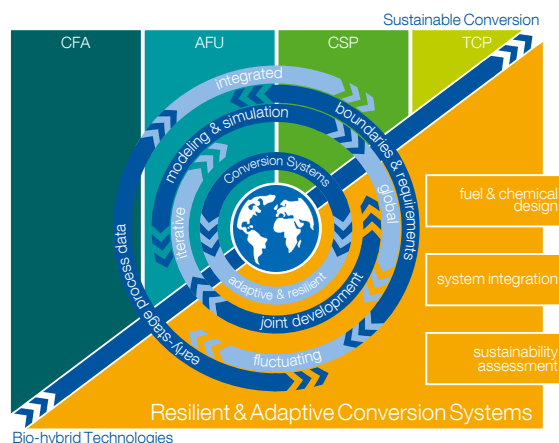 Sustainable Conversion
CFA
AFU
CSP
TCP
integrated
boundaries & requirements
modeling & simulation
Conversion Systems
global
iterative
adaptive & resilient
joint development
early-stage process data
fluctuating
fuel & chemical
design
system integration
sustainability
assessment
Resilient & Adaptive Conversion Systems
Bio-hybrid Technologies